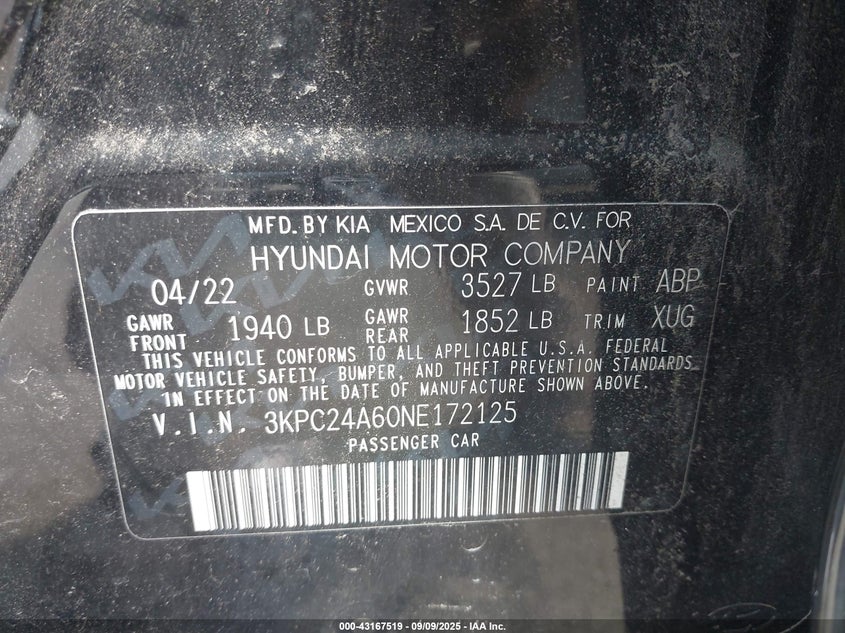 MFD. BY KIA MEXICO S.A. DE C.V. FOR
HYUNDAI MOTOR COMPANY
04/22 GVWR 3527 LB PAINT ABP
GAWR FRONT 1940 LB GAWR REAR 1852 LB TRIM XUG
THIS VEHICLE CONFORMS TO ALL APPLICABLE U.S.A. FEDERAL
MOTOR VEHICLE SAFETY, BUMPER, AND THEFT PREVENTION STANDARDS
IN EFFECT ON THE DATE OF MANUFACTURE SHOWN ABOVE.
V.I.N. 3KPC24A60NE172125
PASSENGER CAR
000-43167519 - 09/09/2025 - IAA Inc.